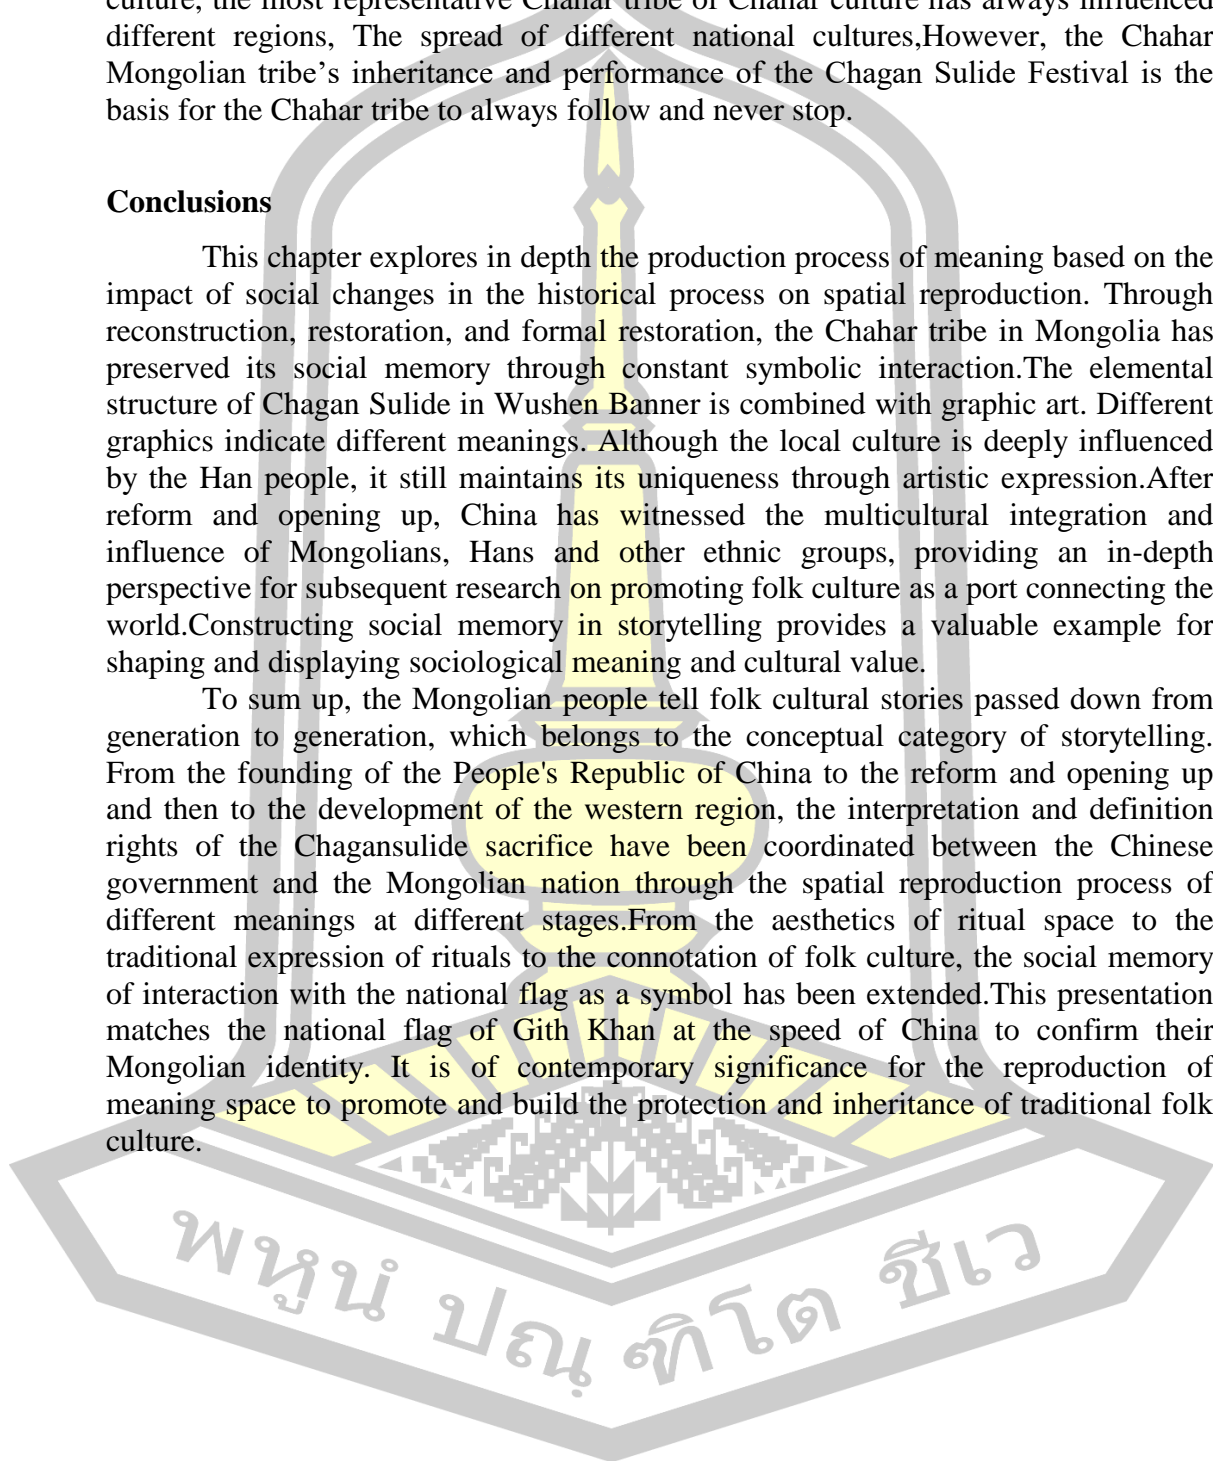 culture, the most representative Chahar tribe of Chahar culture has always influenced
different regions, The spread of different national cultures,However, the Chahar
Mongolian tribe's inheritance and performance of the Chagan Sulide Festival is the
basis for the Chahar tribe to always follow and never stop.
Conclusions
This chapter explores in depth the production process of meaning based on the
impact of social changes in the historical process on spatial reproduction. Through
reconstruction, restoration, and formal restoration, the Chahar tribe in Mongolia has
preserved its social memory through constant symbolic interaction.The elemental
structure of Chagan Sulide in Wushen Banner is combined with graphic art. Different
graphics indicate different meanings. Although the local culture is deeply influenced
by the Han people, it still maintains its uniqueness through artistic expression.After
reform and opening up, China has witnessed the multicultural integration and
influence of Mongolians, Hans and other ethnic groups, providing an in-depth
perspective for subsequent research on promoting folk culture as a port connecting the
world.Constructing social memory in storytelling provides a valuable example for
shaping and displaying sociological meaning and cultural value.
To sum up, the Mongolian people tell folk cultural stories passed down from
generation to generation, which belongs to the conceptual category of storytelling.
From the founding of the People's Republic of China to the reform and opening up
and then to the development of the western region, the interpretation and definition
rights of the Chagansulide sacrifice have been coordinated between the Chinese
government and the Mongolian nation through the spatial reproduction process of
different meanings at different stages.From the aesthetics of ritual space to the
traditional expression of rituals to the connotation of folk culture, the social memory
of interaction with the national flag as a symbol has been extended.This presentation
matches the national flag of Gith Khan at the speed of China to confirm their
Mongolian identity. It is of contemporary significance for the reproduction of
meaning space to promote and build the protection and inheritance of traditional folk
culture.
พหูนํ ปณฺฑิโต ชีเว